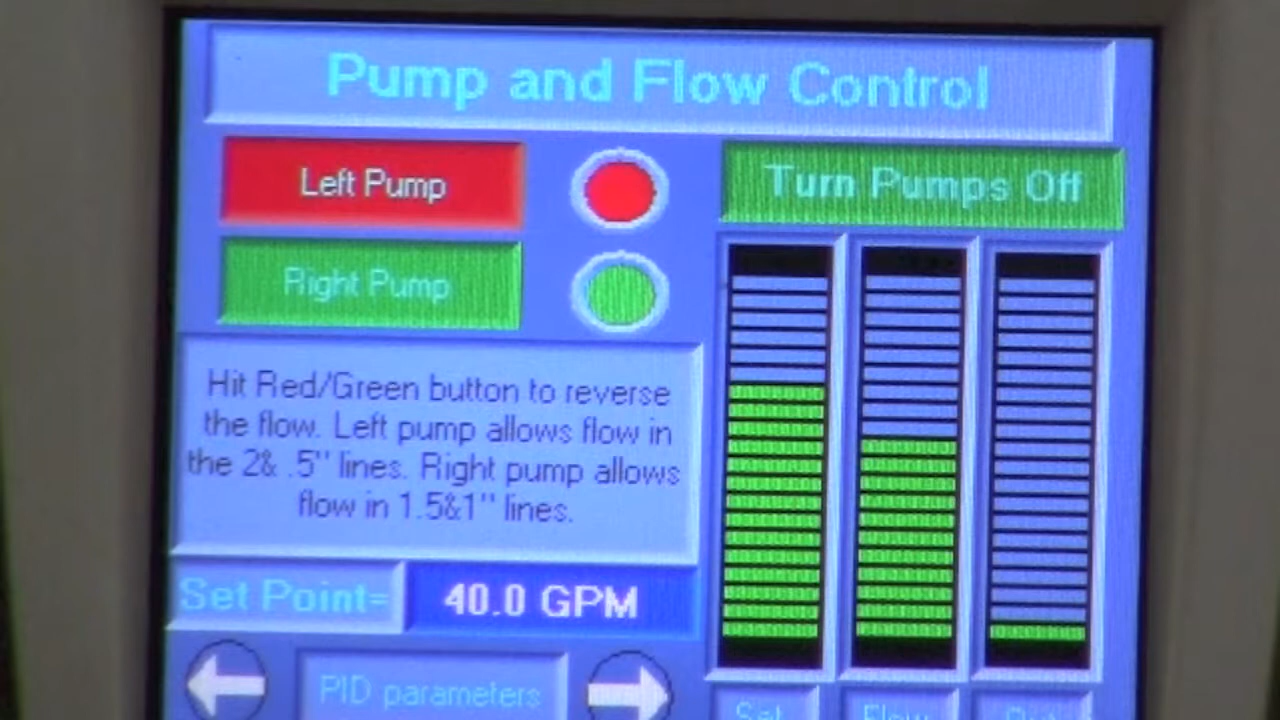 Pump and Flow Control
Left Pump
Turn Pumps Off
Right Pump
Hit Red/Green button to reverse
the flow. Left pump allows flow in
the 2& .5" lines. Right pump allows
flow in 1.5&1" lines.
Set Point=
40.0 GPM
PID parameters
Set
Flow